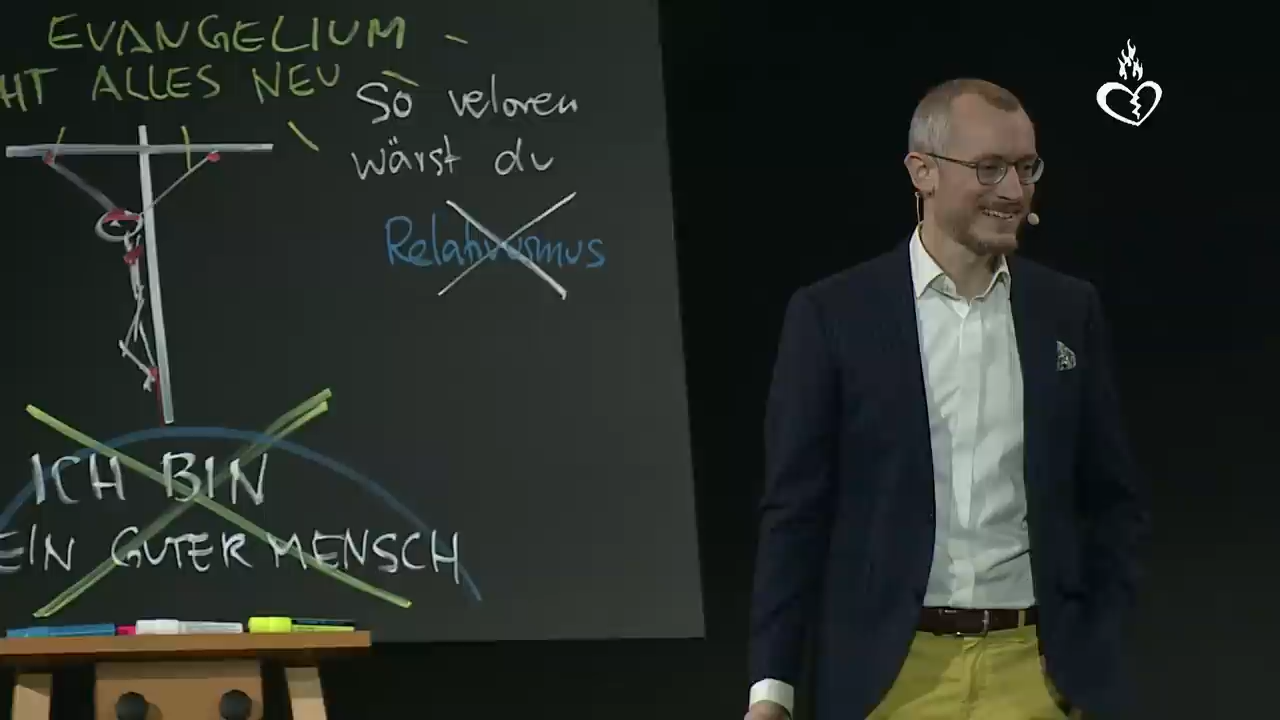 EVANGELIUM
HT ALLES NEU
So veloren
wärst du
Relativismus
ICH BIN
EIN GUTER MENSCH